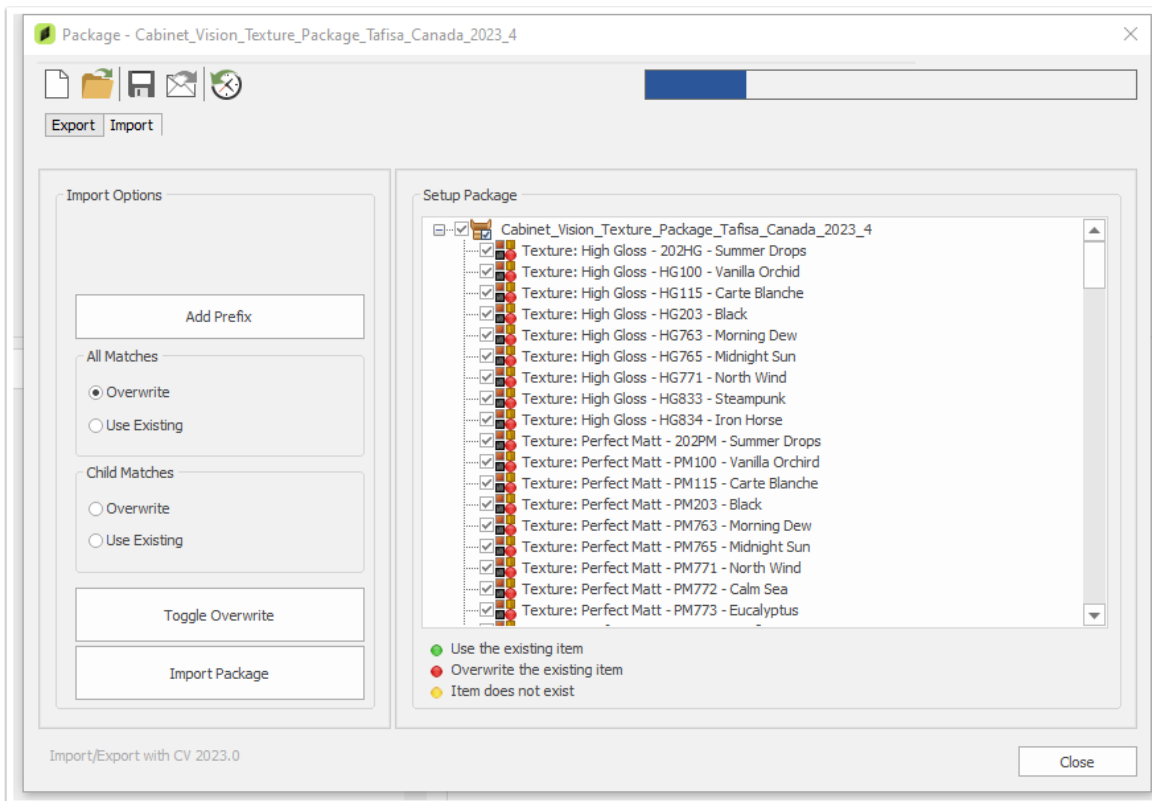 Package - Cabinet_Vision_Texture_Package_Tafisa_Canada_2023_4
Export Import
Import Options
Add Prefix
All Matches
Overwrite
Use Existing
Child Matches
Overwrite
Use Existing
Toggle Overwrite
Import Package
Setup Package
Cabinet_Vision_Texture_Package_Tafisa_Canada_2023_4
Texture: High Gloss - 202HG - Summer Drops
Texture: High Gloss - HG100 - Vanilla Orchid
Texture: High Gloss - HG115 - Carte Blanche
Texture: High Gloss - HG203 - Black
Texture: High Gloss - HG763 - Morning Dew
Texture: High Gloss - HG765 - Midnight Sun
Texture: High Gloss - HG771 - North Wind
Texture: High Gloss - HG833 - Steampunk
Texture: High Gloss - HG834 - Iron Horse
Texture: Perfect Matt - 202PM - Summer Drops
Texture: Perfect Matt - PM100 - Vanilla Orchird
Texture: Perfect Matt - PM115 - Carte Blanche
Texture: Perfect Matt - PM203 - Black
Texture: Perfect Matt - PM763 - Morning Dew
Texture: Perfect Matt - PM765 - Midnight Sun
Texture: Perfect Matt - PM771 - North Wind
Texture: Perfect Matt - PM772 - Calm Sea
Texture: Perfect Matt - PM773 - Eucalyptus
Use the existing item
Overwrite the existing item
Item does not exist
Import/Export with CV 2023.0
Close